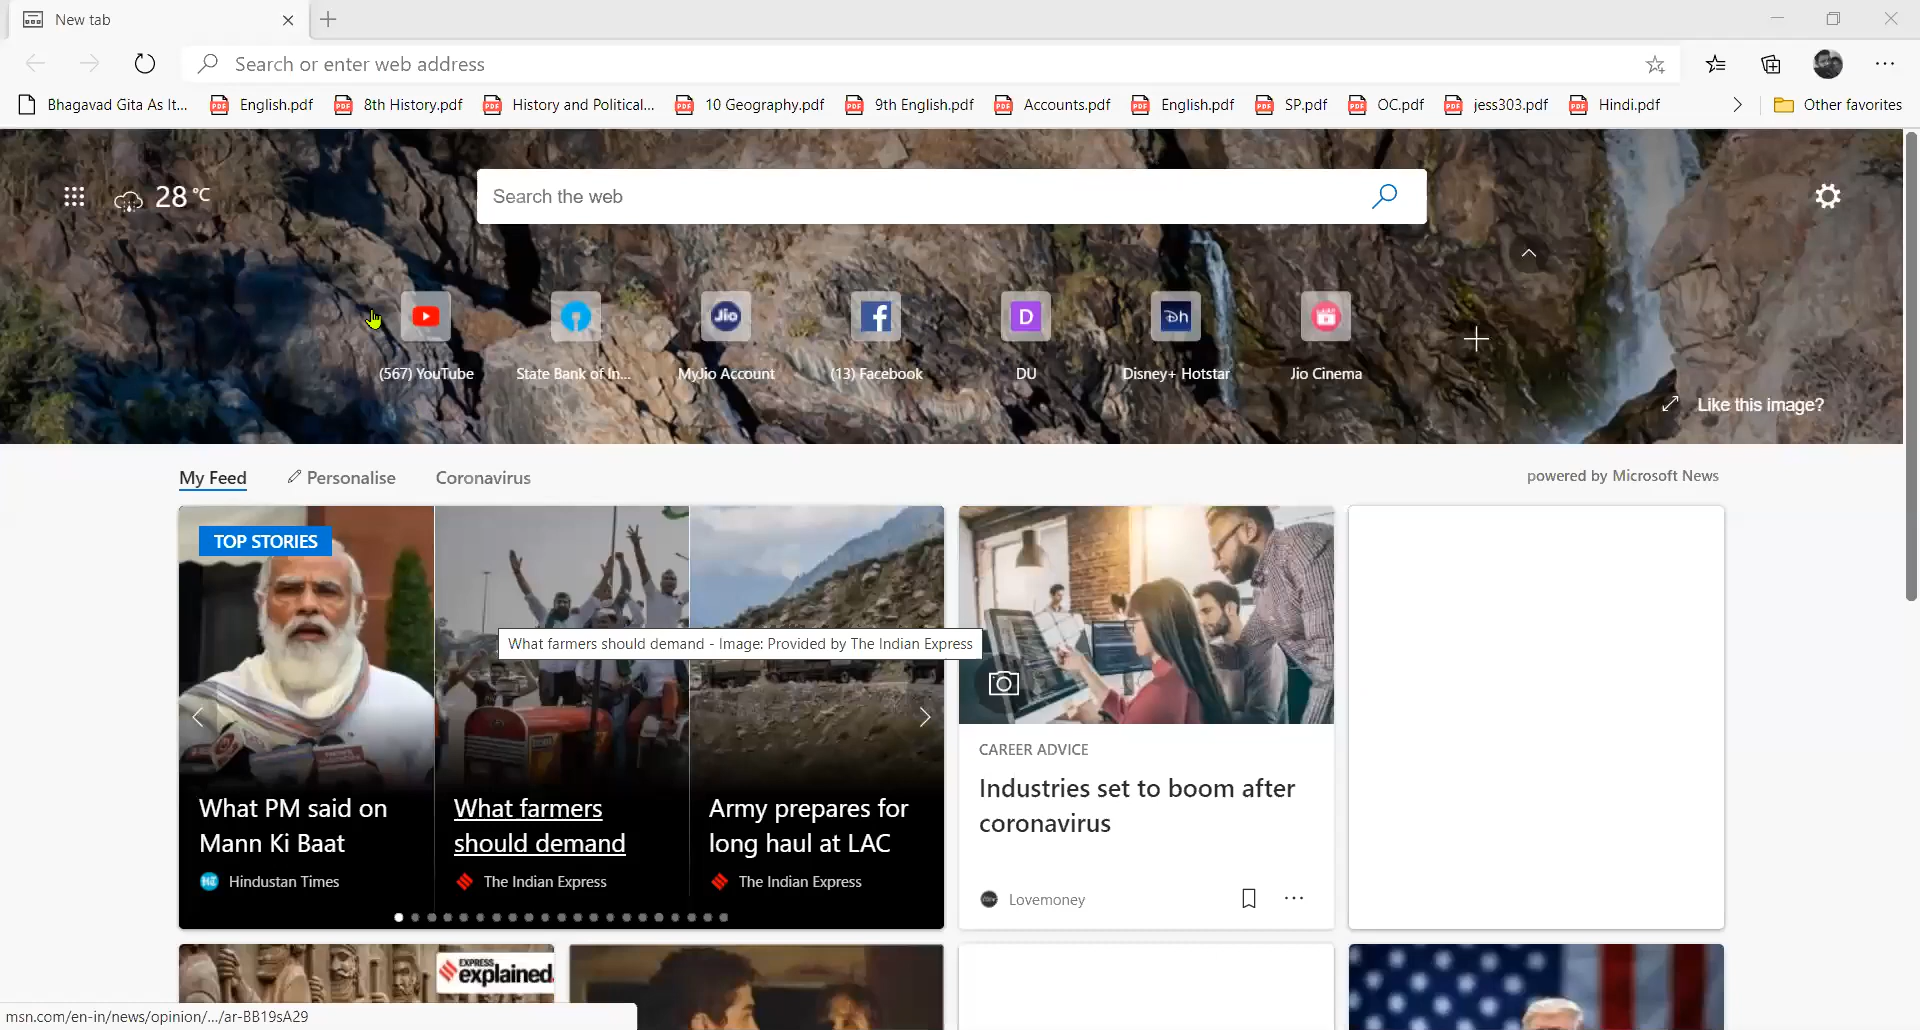 New tab
Search or enter web address
Bhagavad Gita As It... English.pdf 8th History.pdf History and Political... 10 Geography.pdf 9th English.pdf Accounts.pdf English.pdf SP.pdf OC.pdf jess303.pdf Hindi.pdf Other favorites
28 °C
Search the web
Jio
Dh
D
(567) YouTube State Bank of In... MyJio Account (13) Facebook DU Disney+ Hotstar Jio Cinema
Like this image?
My Feed Personalise Coronavirus powered by Microsoft News
TOP STORIES
What farmers should demand - Image: Provided by The Indian Express
What PM said on
Mann Ki Baat
Hindustan Times
What farmers
should demand
The Indian Express
Army prepares for
long haul at LAC
The Indian Express
CAREER ADVICE
Industries set to boom after
coronavirus
Lovemoney
EXPRESS
explained.
msn.com/en-in/news/opinion/.../ar-BB19sA29